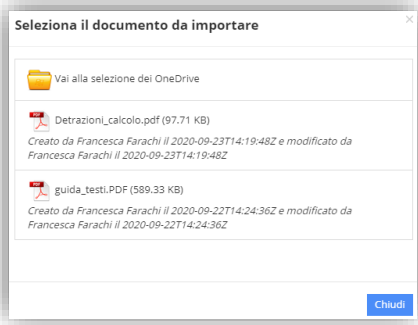 Seleziona il documento da importare
×
Vai alla selezione dei OneDrive
PDF
Detrazioni_calcolo.pdf (97.71 KB)
Creato da Francesca Farachi il 2020-09-23T14:19:48Z e modificato da
Francesca Farachi il 2020-09-23T14:19:48Z
PDF
guida_testi.PDF (589.33 KB)
Creato da Francesca Farachi il 2020-09-22T14:24:36Z e modificato da
Francesca Farachi il 2020-09-22T14:24:36Z
Chiudi